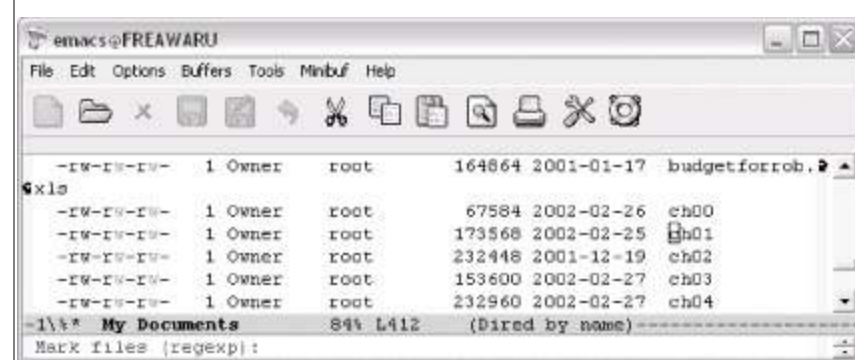 emacs@FREAWARU
File Edit Options Buffers Tools Minibuf Help
-rw-rw-rw- 1 Owner root 164864 2001-01-17 budgetforrob.
xls
-rw-rw-rw- 1 Owner root 67584 2002-02-26 ch00
-rw-rw-rw- 1 Owner root 173568 2002-02-25 ch01
-rw-rw-rw- 1 Owner root 232448 2001-12-19 ch02
-rw-rw-rw- 1 Owner root 153600 2002-02-27 ch03
-rw-rw-rw- 1 Owner root 232960 2002-02-27 ch04
-1\%* My Documents 84% L412 (Dired by name)--------------------
Mark files (regexp):